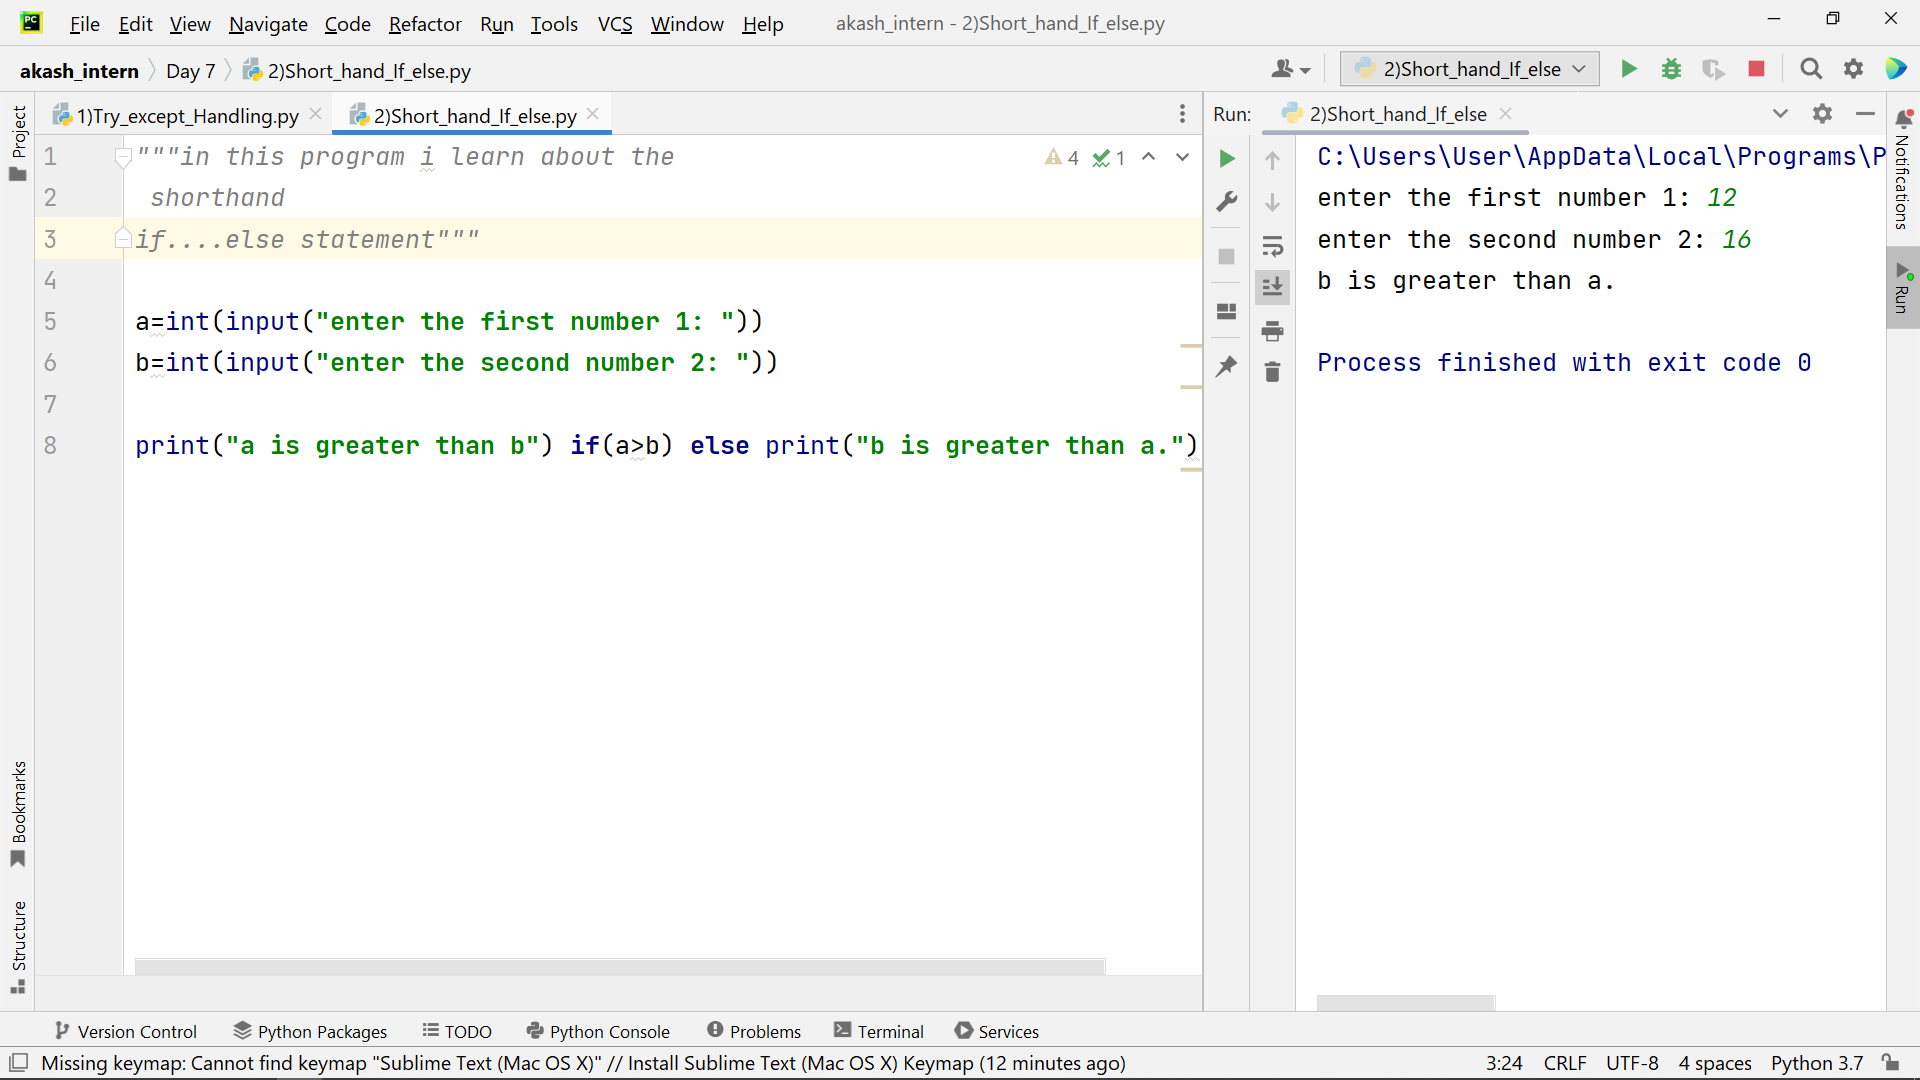 PC
File Edit View Navigate Code Refactor Run Tools VCS Window Help akash_intern - 2)Short_hand_If_else.py
akash_intern Day 7 2)Short_hand_If_else.py
2)Short_hand_If_else
1)Try_except_Handling.py 2)Short_hand_If_else.py
Run: 2)Short_hand_If_else
Project
Bookmarks
Structure
Notifications
Run
4 1
1 """in this program i learn about the
2 shorthand
3 if....else statement"""
4
5 a=int(input("enter the first number 1: "))
6 b=int(input("enter the second number 2: "))
7
8 print("a is greater than b") if(a>b) else print("b is greater than a.")
C:\Users\User\AppData\Local\Programs\P
enter the first number 1: 12
enter the second number 2: 16
b is greater than a.
Process finished with exit code 0
Version Control Python Packages TODO Python Console Problems Terminal Services
Missing keymap: Cannot find keymap "Sublime Text (Mac OS X)" // Install Sublime Text (Mac OS X) Keymap (12 minutes ago) 3:24 CRLF UTF-8 4 spaces Python 3.7